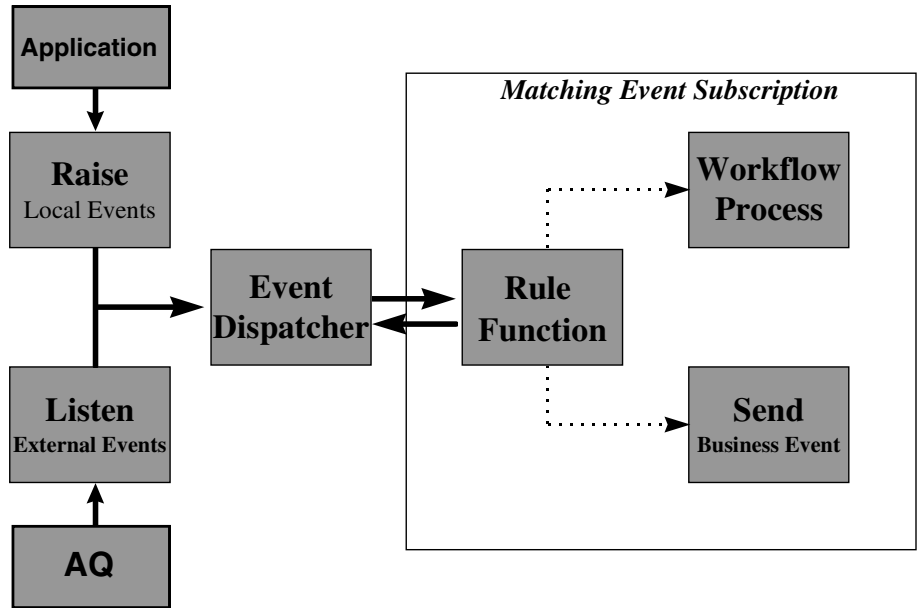 Application
Matching Event Subscription
Raise
Local Events
Workflow
Process
Event
Dispatcher
Rule
Function
Listen
External Events
Send
Business Event
AQ